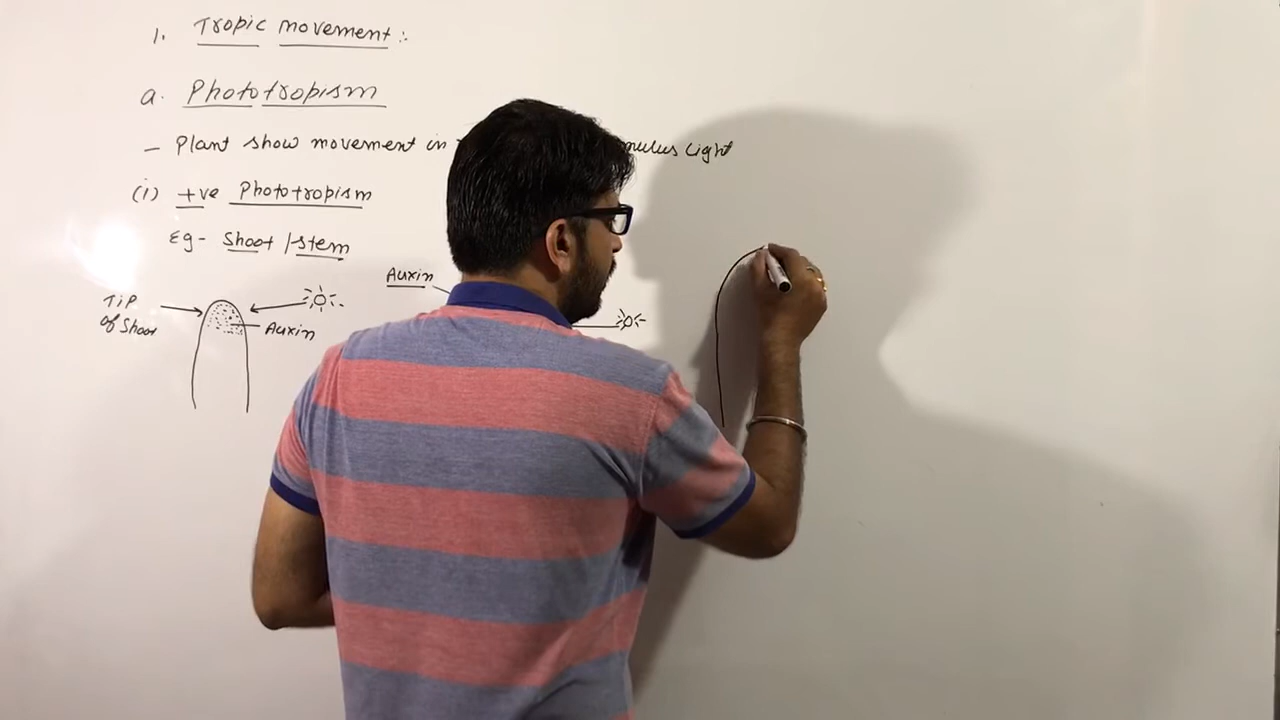 1. Tropic movement :-
a. Phototropism
– Plant show movement in mulus Light
(i) +ve Phototropism
Eg- Shoot / stem
Auxin
Tip of Shoot
Auxin